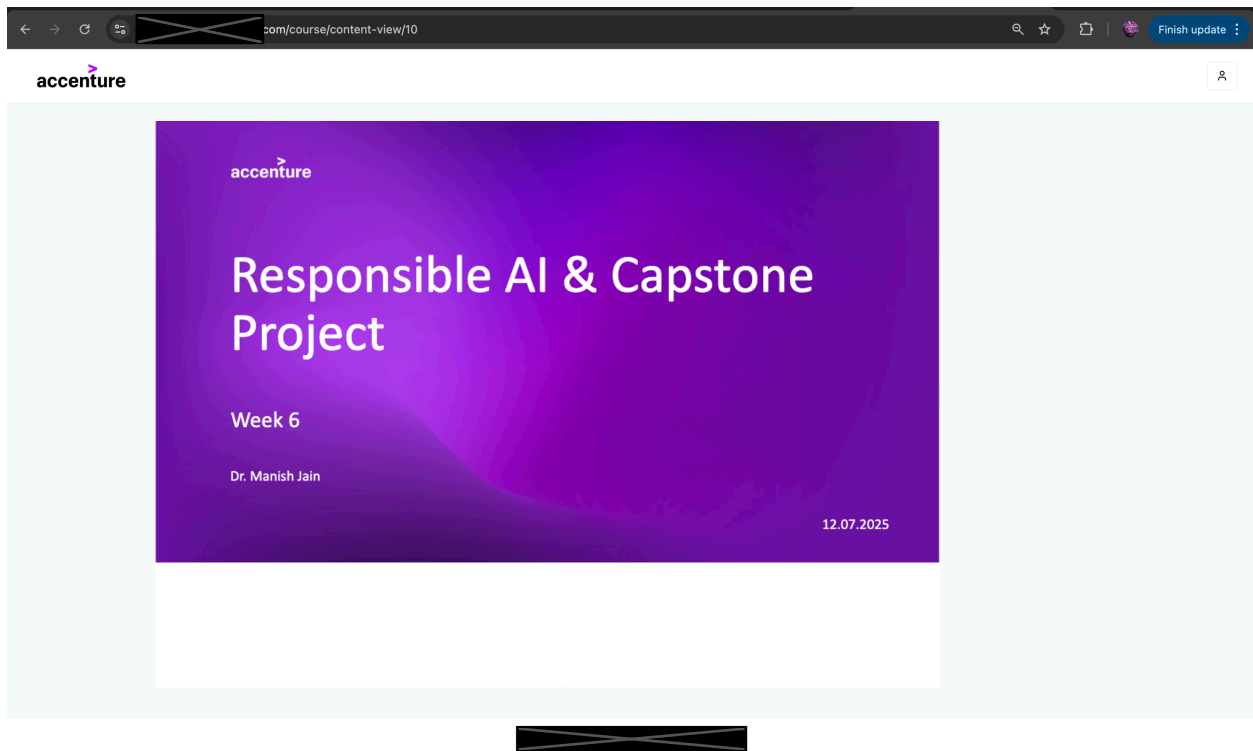 com/course/content-view/10
Finish update
accenture
accenture
Responsible AI & Capstone
Project
Week 6
Dr. Manish Jain
12.07.2025